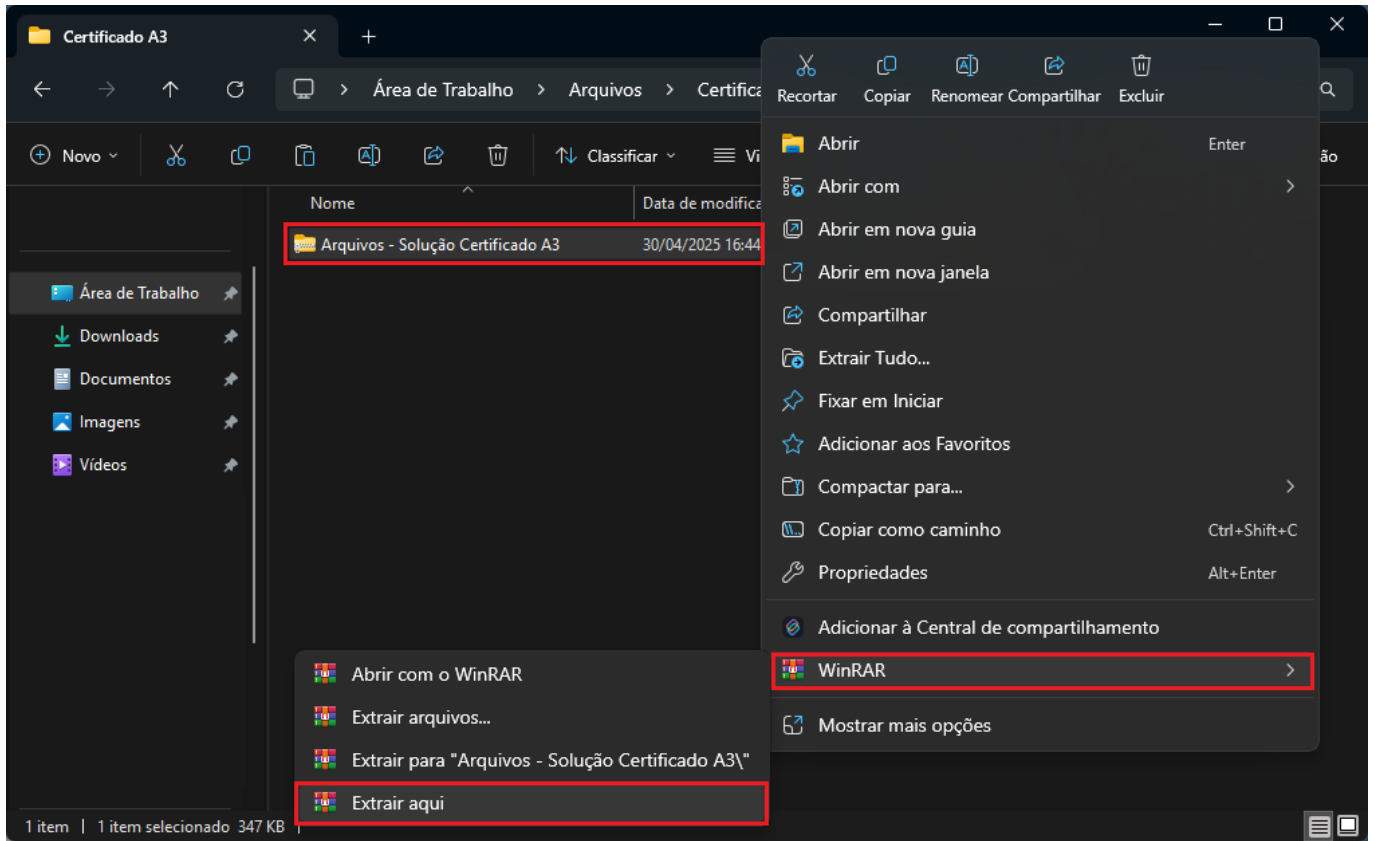 Certificado A3
Área de Trabalho > Arquivos > Certifica
Novo
Classificar
Vi
ão
Nome
Data de modifica
Arquivos - Solução Certificado A3 30/04/2025 16:44
Área de Trabalho
Downloads
Documentos
Imagens
Vídeos
Recortar Copiar Renomear Compartilhar Excluir
Abrir Enter
Abrir com
Abrir em nova guia
Abrir em nova janela
Compartilhar
Extrair Tudo...
Fixar em Iniciar
Adicionar aos Favoritos
Compactar para...
Copiar como caminho Ctrl+Shift+C
Propriedades Alt+Enter
Adicionar à Central de compartilhamento
WinRAR
Mostrar mais opções
Abrir com o WinRAR
Extrair arquivos...
Extrair para "Arquivos - Solução Certificado A3\"
Extrair aqui
1 item | 1 item selecionado 347 KB